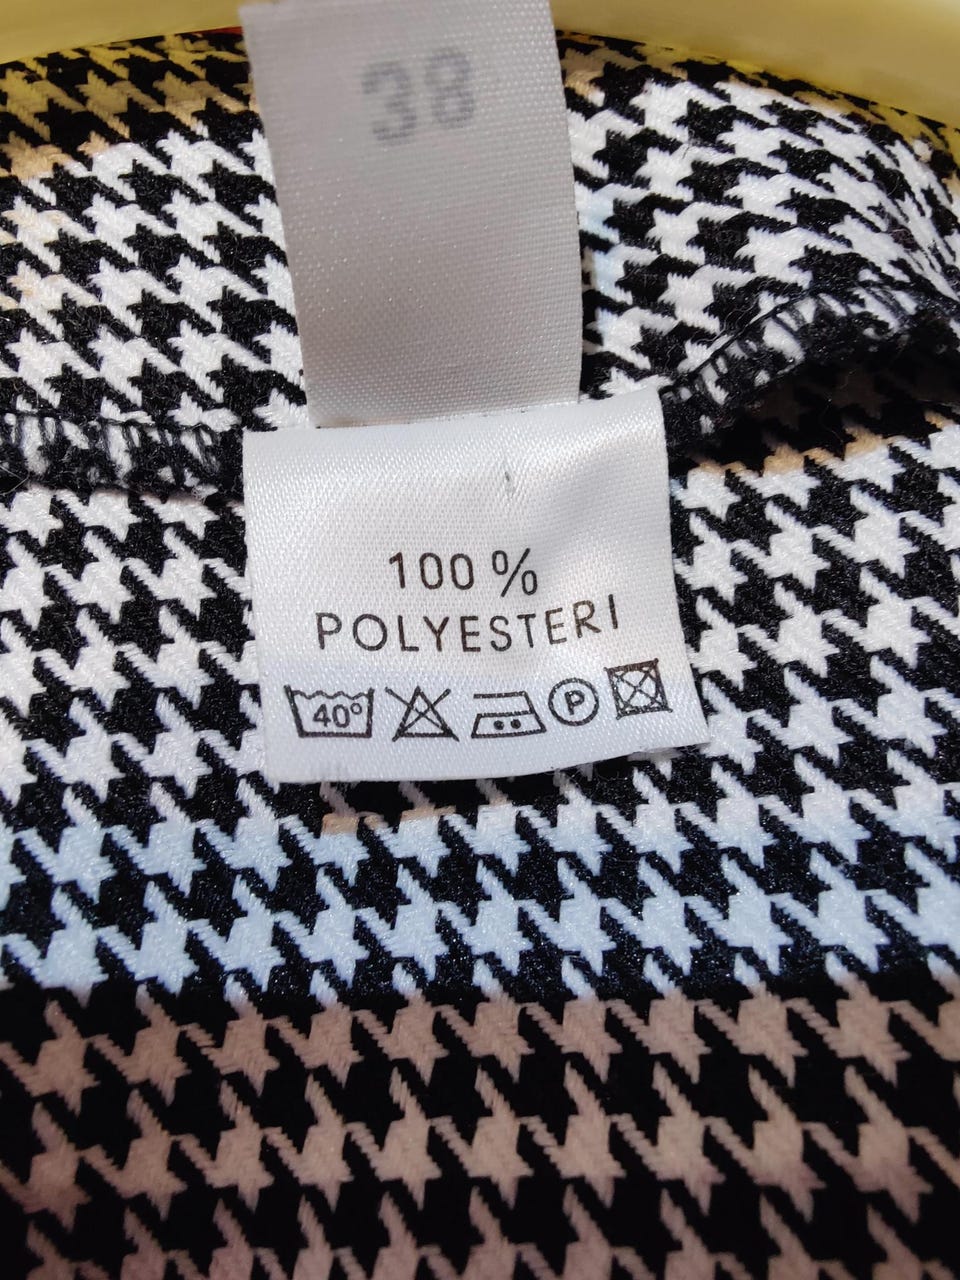 38
100 %
POLYESTERI
40° P